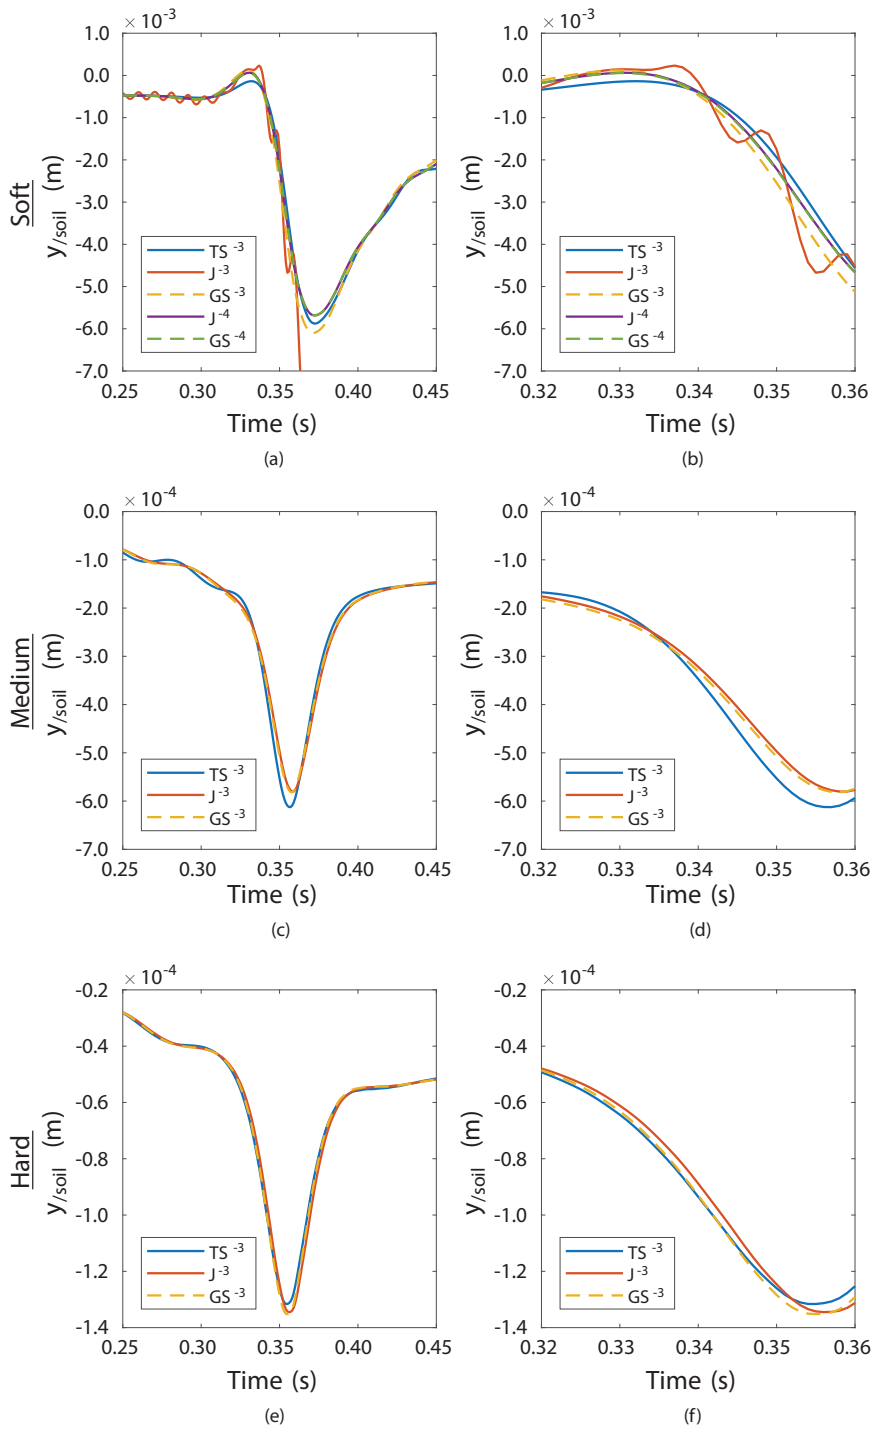 × 10⁻³
1.0
0.0
-1.0
-2.0
-3.0
-4.0
-5.0
-6.0
-7.0
0.25 0.30 0.35 0.40 0.45
Soft
y/soil (m)
TS⁻³
J⁻³
GS⁻³
J⁻⁴
GS⁻⁴
Time (s)
(a)
× 10⁻³
1.0
0.0
-1.0
-2.0
-3.0
-4.0
-5.0
-6.0
-7.0
0.32 0.33 0.34 0.35 0.36
y/soil (m)
TS⁻³
J⁻³
GS⁻³
J⁻⁴
GS⁻⁴
Time (s)
(b)
× 10⁻⁴
0.0
-1.0
-2.0
-3.0
-4.0
-5.0
-6.0
-7.0
0.25 0.30 0.35 0.40 0.45
Medium
y/soil (m)
TS⁻³
J⁻³
GS⁻³
Time (s)
(c)
× 10⁻⁴
0.0
-1.0
-2.0
-3.0
-4.0
-5.0
-6.0
-7.0
0.32 0.33 0.34 0.35 0.36
y/soil (m)
TS⁻³
J⁻³
GS⁻³
Time (s)
(d)
× 10⁻⁴
-0.2
-0.4
-0.6
-0.8
-1.0
-1.2
-1.4
0.25 0.30 0.35 0.40 0.45
Hard
y/soil (m)
TS⁻³
J⁻³
GS⁻³
Time (s)
(e)
× 10⁻⁴
-0.2
-0.4
-0.6
-0.8
-1.0
-1.2
-1.4
0.32 0.33 0.34 0.35 0.36
y/soil (m)
TS⁻³
J⁻³
GS⁻³
Time (s)
(f)